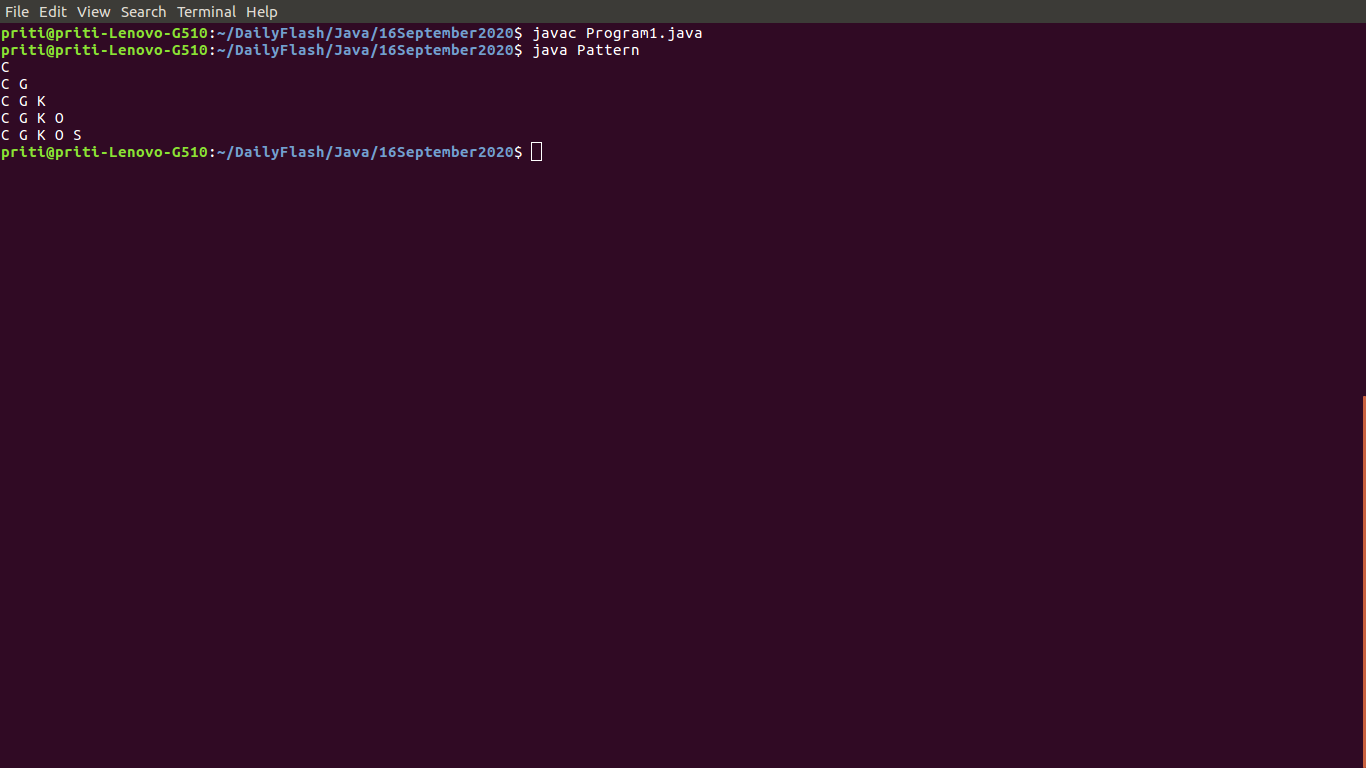 File Edit View Search Terminal Help
priti@priti-Lenovo-G510:~/DailyFlash/Java/16September2020$ javac Program1.java
priti@priti-Lenovo-G510:~/DailyFlash/Java/16September2020$ java Pattern
C
C G
C G K
C G K O
C G K O S
priti@priti-Lenovo-G510:~/DailyFlash/Java/16September2020$